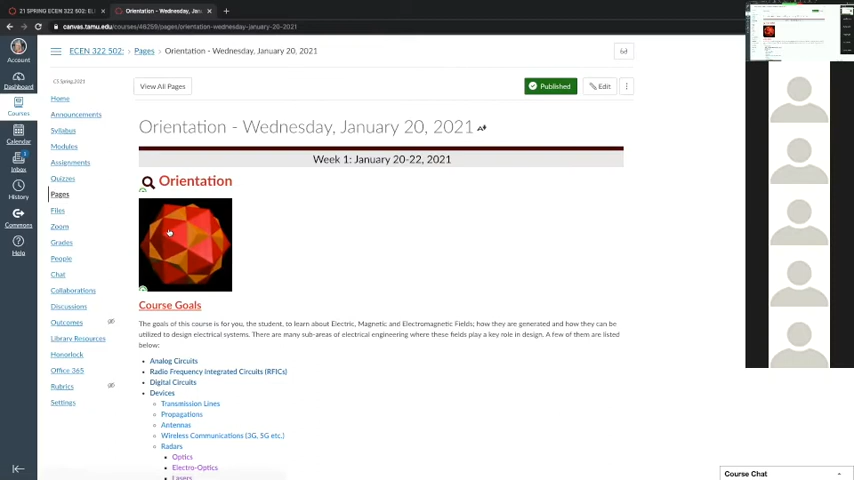 21 SPRING ECEN 322 502: EL
Orientation - Wednesday, Jan
canvas.tamu.edu/courses/46259/pages/orientation-wednesday-january-20-2021
Account
Dashboard
Courses
Calendar
Inbox
History
Commons
Help
ECEN 322 502: > Pages > Orientation - Wednesday, January 20, 2021
CS Spring 2021
Home
Announcements
Syllabus
Modules
Assignments
Quizzes
Pages
Files
Zoom
Grades
People
Chat
Collaborations
Discussions
Outcomes
Library Resources
Honorlock
Office 365
Rubrics
Settings
View All Pages
Published
Edit
Orientation - Wednesday, January 20, 2021
Week 1: January 20-22, 2021
Orientation
Course Goals
The goals of this course is for you, the student, to learn about Electric, Magnetic and Electromagnetic Fields; how they are generated and how they can be
utilized to design electrical systems. There are many sub-areas of electrical engineering where these fields play a key role in design. A few of them are listed
below:
Analog Circuits
Radio Frequency Integrated Circuits (RFICs)
Digital Circuits
Devices
Transmission Lines
Propagations
Antennas
Wireless Communications (3G, 5G etc.)
Radars
Optics
Electro-Optics
Lasers
Course Chat